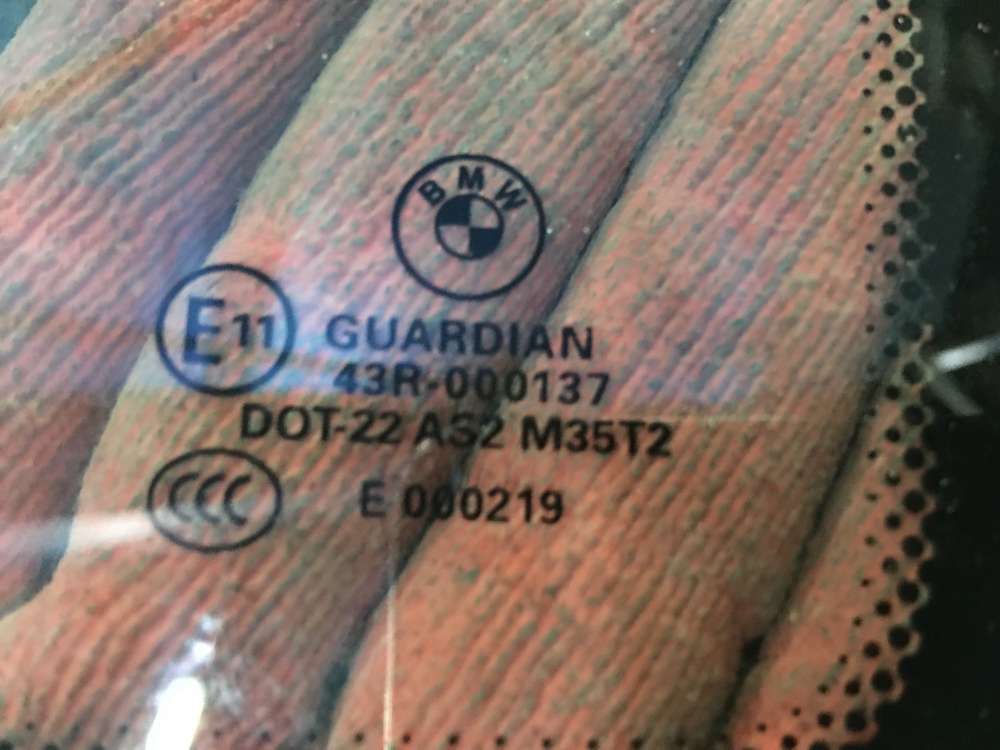 BMW
E11
GUARDIAN
43R-000137
DOT-22 AS2 M35T2
CCC
E 000219